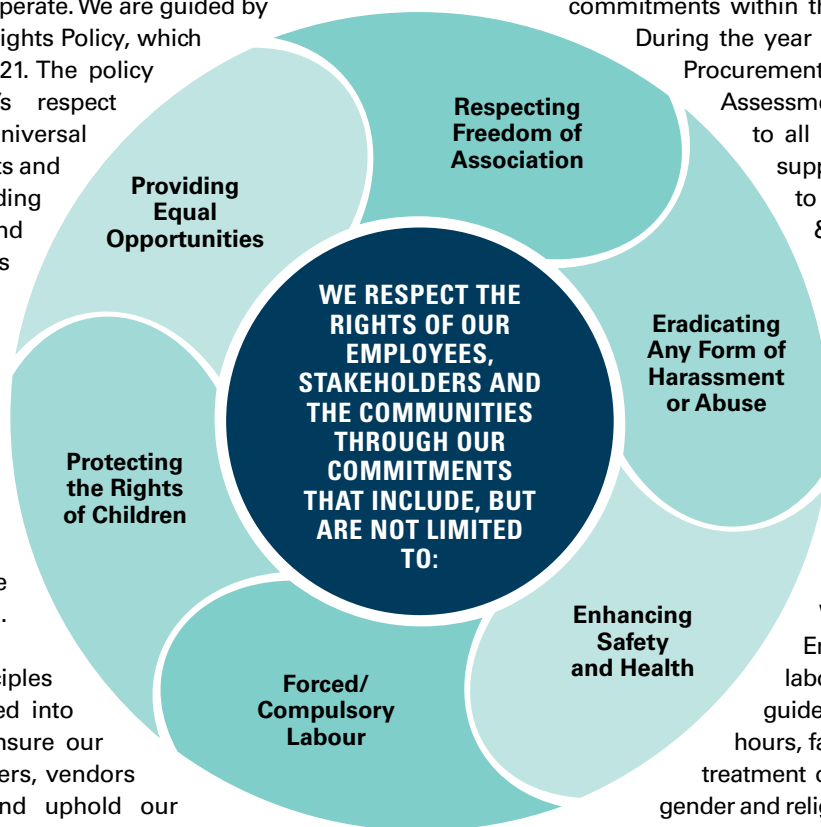 perate. We are guided by
ights Policy, which
21. The policy
's respect
niversal
ts and
ding
nd
s
e
.
ciples
ed into
nsure our
ers, vendors
nd uphold our
Respecting
Freedom of
Association
Providing
Equal
Opportunities
WE RESPECT THE
RIGHTS OF OUR
EMPLOYEES,
STAKEHOLDERS AND
THE COMMUNITIES
THROUGH OUR
COMMITMENTS
THAT INCLUDE, BUT
ARE NOT LIMITED
TO:
Eradicating
Any Form of
Harassment
or Abuse
Protecting
the Rights
of Children
Enhancing
Safety
and Health
Forced/
Compulsory
Labour
commitments within th
During the year
Procurement
Assessme
to all
supp
to
&
labo
guide
hours, fa
treatment o
gender and relig